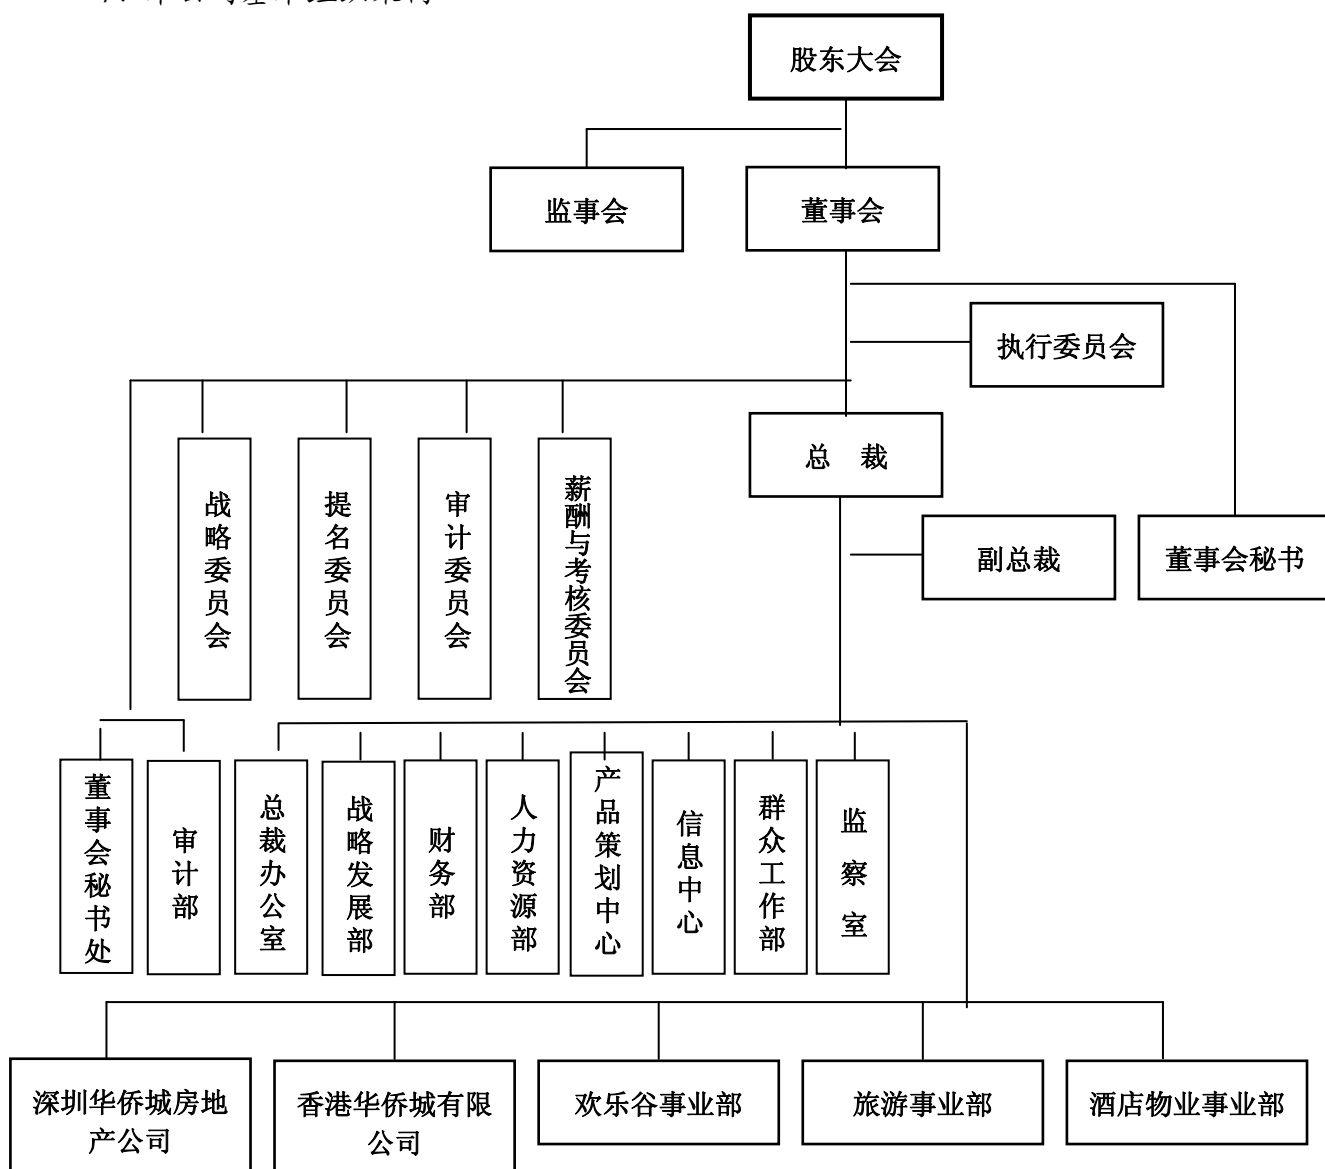 股东大会
监事会
董事会
执行委员会
总 裁
副总裁
董事会秘书
战略委员会
提名委员会
审计委员会
薪酬与考核委员会
董事会秘书处
审计部
总裁办公室
战略发展部
财务部
人力资源部
产品策划中心
信息中心
群众工作部
监察室
深圳华侨城房地
产公司
香港华侨城有限
公司
欢乐谷事业部
旅游事业部
酒店物业事业部